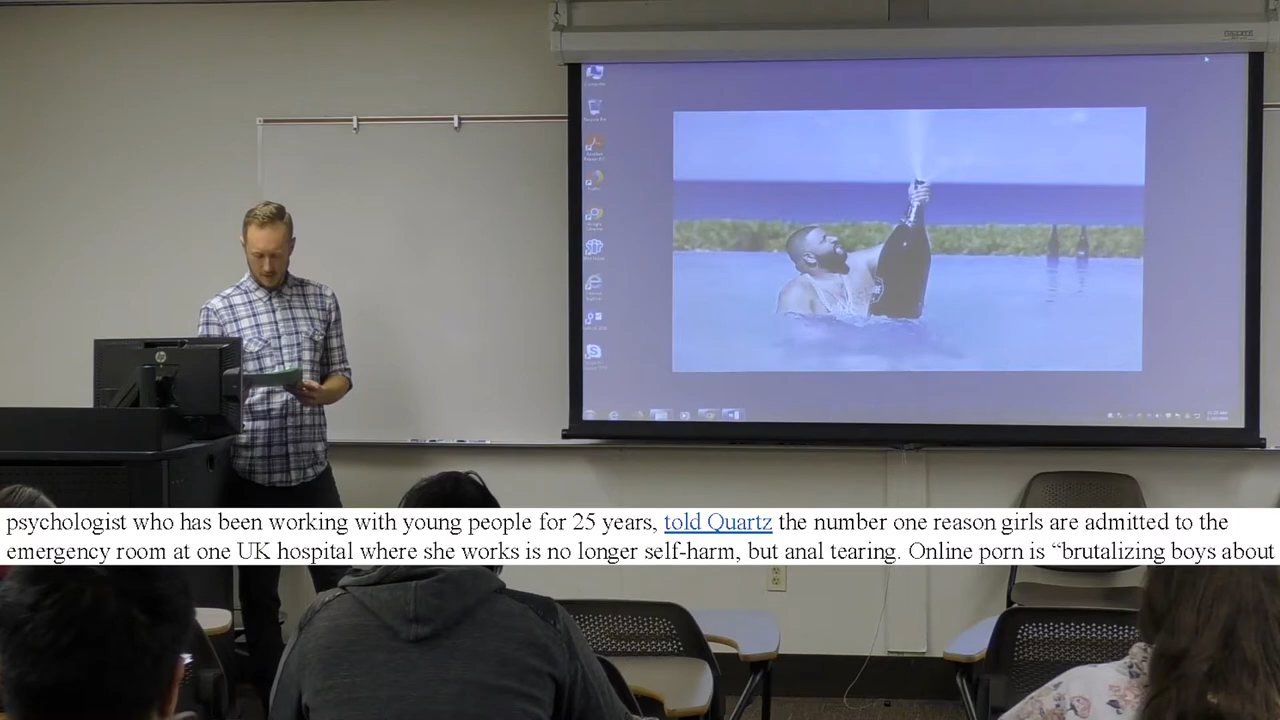 psychologist who has been working with young people for 25 years, told Quartz the number one reason girls are admitted to the
emergency room at one UK hospital where she works is no longer self-harm, but anal tearing. Online porn is “brutalizing boys about